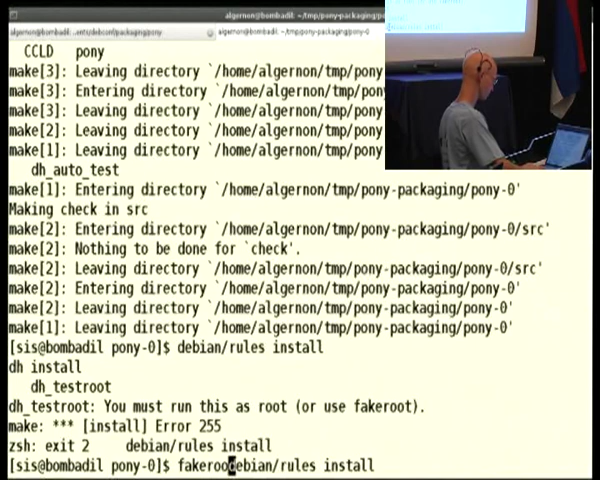 algernon@bombadil: ~/tmp/pony-packaging/po
algernon@bombadil: ~/tmp/pony-packaging/pony-0
CCLD   pony
make[3]: Leaving directory `/home/algernon/tmp/pony
make[3]: Entering directory `/home/algernon/tmp/pony
make[3]: Leaving directory `/home/algernon/tmp/pony
make[2]: Leaving directory `/home/algernon/tmp/pony
make[1]: Leaving directory `/home/algernon/tmp/pony
dh_auto_test
make[1]: Entering directory `/home/algernon/tmp/pony-packaging/pony-0'
Making check in src
make[2]: Entering directory `/home/algernon/tmp/pony-packaging/pony-0/src'
make[2]: Nothing to be done for `check'.
make[2]: Leaving directory `/home/algernon/tmp/pony-packaging/pony-0/src'
make[2]: Entering directory `/home/algernon/tmp/pony-packaging/pony-0'
make[2]: Leaving directory `/home/algernon/tmp/pony-packaging/pony-0'
make[1]: Leaving directory `/home/algernon/tmp/pony-packaging/pony-0'
[sis@bombadil pony-0]$ debian/rules install
dh install
dh_testroot
dh_testroot: You must run this as root (or use fakeroot).
make: *** [install] Error 255
zsh: exit 2     debian/rules install
[sis@bombadil pony-0]$ fakeroodebian/rules install